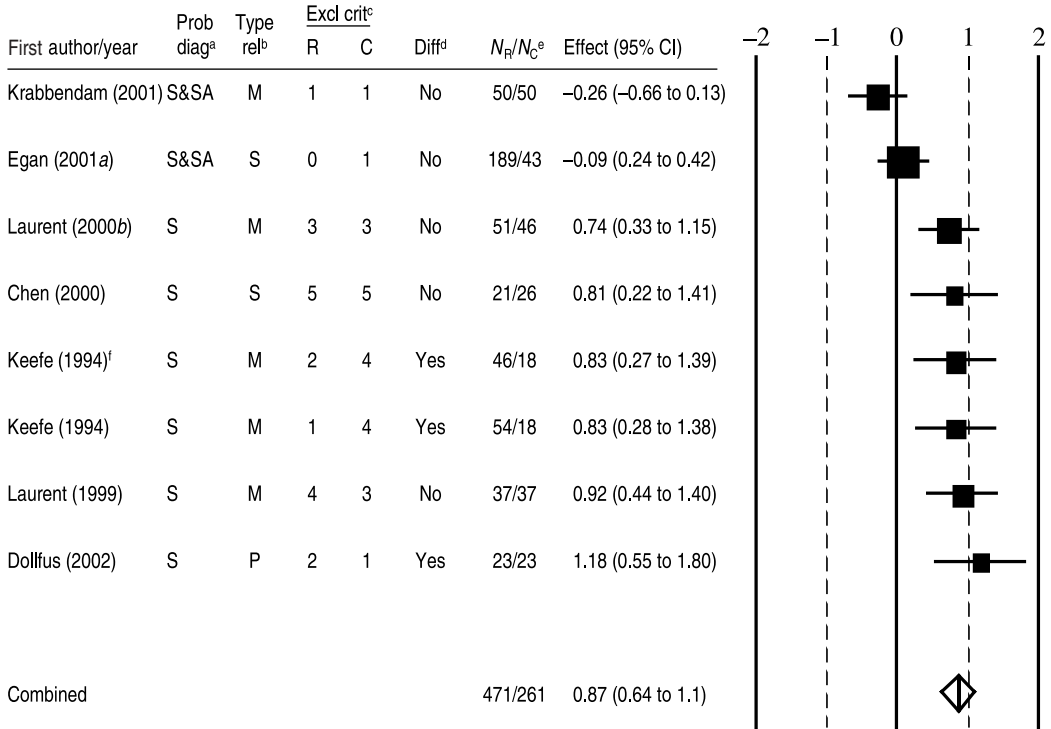 Prob Type Excl critᶜ
First author/year diagᵃ relᵇ R C Diffᵈ N_R/N_Cᵉ Effect (95% CI) −2 −1 0 1 2
Krabbendam (2001) S&SA M 1 1 No 50/50 −0.26 (−0.66 to 0.13)
Egan (2001a) S&SA S 0 1 No 189/43 −0.09 (0.24 to 0.42)
Laurent (2000b) S M 3 3 No 51/46 0.74 (0.33 to 1.15)
Chen (2000) S S 5 5 No 21/26 0.81 (0.22 to 1.41)
Keefe (1994)ᶠ S M 2 4 Yes 46/18 0.83 (0.27 to 1.39)
Keefe (1994) S M 1 4 Yes 54/18 0.83 (0.28 to 1.38)
Laurent (1999) S M 4 3 No 37/37 0.92 (0.44 to 1.40)
Dollfus (2002) S P 2 1 Yes 23/23 1.18 (0.55 to 1.80)
Combined 471/261 0.87 (0.64 to 1.1)